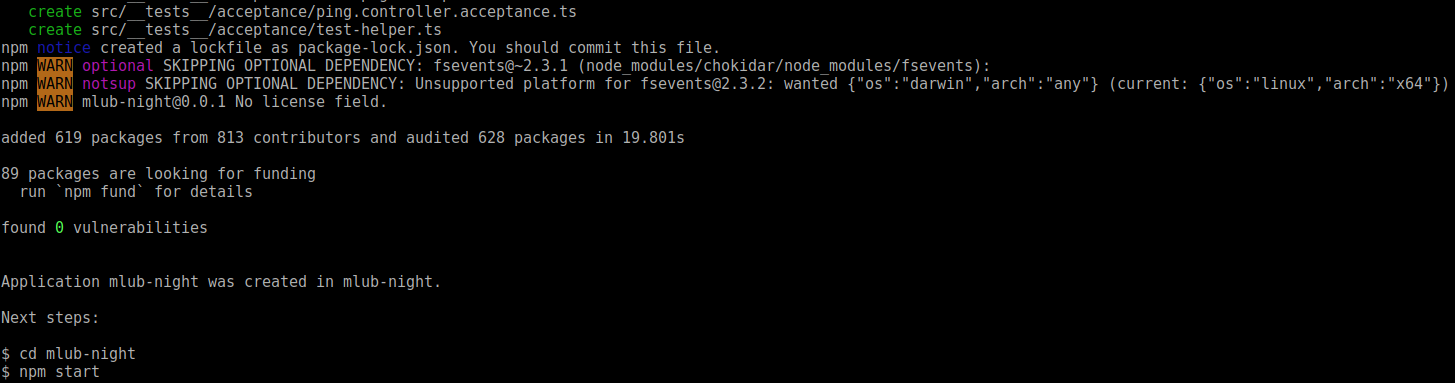 create src/__tests__/acceptance/ping.controller.acceptance.ts
create src/__tests__/acceptance/test-helper.ts
npm notice created a lockfile as package-lock.json. You should commit this file.
npm WARN optional SKIPPING OPTIONAL DEPENDENCY: fsevents@~2.3.1 (node_modules/chokidar/node_modules/fsevents):
npm WARN notsup SKIPPING OPTIONAL DEPENDENCY: Unsupported platform for fsevents@2.3.2: wanted {"os":"darwin","arch":"any"} (current: {"os":"linux","arch":"x64"})
npm WARN mlub-night@0.0.1 No license field.
added 619 packages from 813 contributors and audited 628 packages in 19.801s
89 packages are looking for funding
run `npm fund` for details
found 0 vulnerabilities
Application mlub-night was created in mlub-night.
Next steps:
$ cd mlub-night
$ npm start